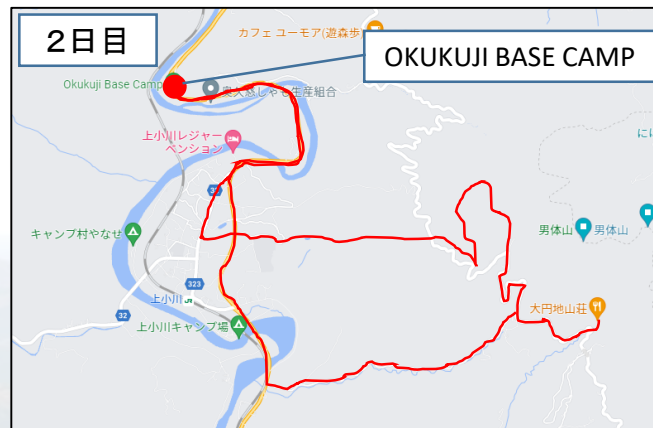 2日目
カフェ ユーモア(遊森歩)
OKUKUJI BASE CAMP
Okukuji Base Camp
奥久慈しゃも生産組合
上小川レジャー
ペンション
32
キャンプ村やなせ
男体山
男体山
323
上小川
大円地山荘
32
上小川キャンプ場